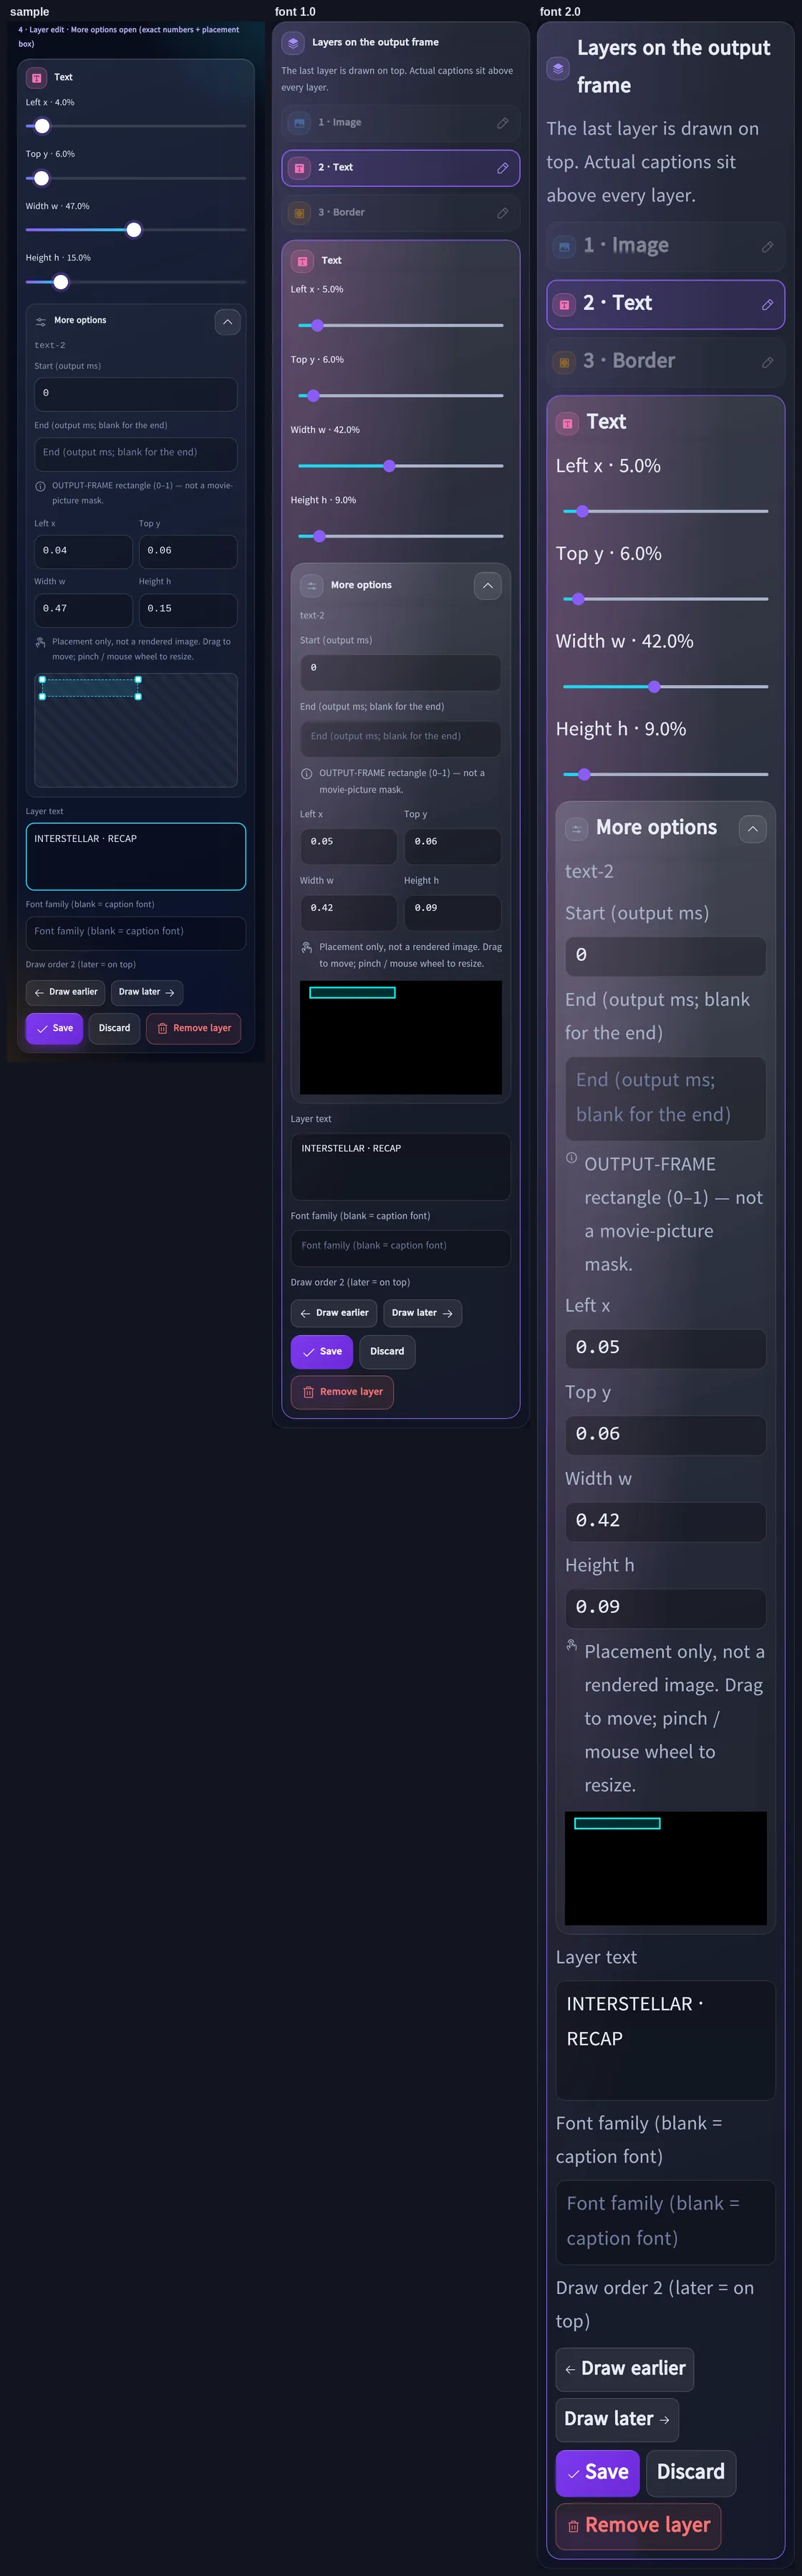 sample
4 · Layer edit · More options open (exact numbers + placement
box)
Text
Left x · 4.0%
Top y · 6.0%
Width w · 47.0%
Height h · 15.0%
More options
text-2
Start (output ms)
0
End (output ms; blank for the end)
End (output ms; blank for the end)
OUTPUT-FRAME rectangle (0–1) — not a movie-
picture mask.
Left x
Top y
0.04
0.06
Width w
Height h
0.47
0.15
Placement only, not a rendered image. Drag to
move; pinch / mouse wheel to resize.
Layer text
INTERSTELLAR · RECAP
Font family (blank = caption font)
Font family (blank = caption font)
Draw order 2 (later = on top)
← Draw earlier
Draw later →
Save
Discard
Remove layer
font 1.0
Layers on the output frame
The last layer is drawn on top. Actual captions sit above
every layer.
1 · Image
2 · Text
3 · Border
Text
Left x · 5.0%
Top y · 6.0%
Width w · 42.0%
Height h · 9.0%
More options
text-2
Start (output ms)
0
End (output ms; blank for the end)
End (output ms; blank for the end)
OUTPUT-FRAME rectangle (0–1) — not a
movie-picture mask.
Left x
Top y
0.05
0.06
Width w
Height h
0.42
0.09
Placement only, not a rendered image. Drag
to move; pinch / mouse wheel to resize.
Layer text
INTERSTELLAR · RECAP
Font family (blank = caption font)
Font family (blank = caption font)
Draw order 2 (later = on top)
← Draw earlier
Draw later →
Save
Discard
Remove layer
font 2.0
Layers on the output
frame
The last layer is drawn on
top. Actual captions sit
above every layer.
1 · Image
2 · Text
3 · Border
Text
Left x · 5.0%
Top y · 6.0%
Width w · 42.0%
Height h · 9.0%
More options
text-2
Start (output ms)
0
End (output ms; blank
for the end)
End (output ms;
blank for the end)
OUTPUT-FRAME
rectangle (0–1) — not
a movie-picture
mask.
Left x
0.05
Top y
0.06
Width w
0.42
Height h
0.09
Placement only, not a
rendered image. Drag
to move; pinch /
mouse wheel to
resize.
Layer text
INTERSTELLAR ·
RECAP
Font family (blank =
caption font)
Font family (blank =
caption font)
Draw order 2 (later = on
top)
← Draw earlier
Draw later →
Save
Discard
Remove layer